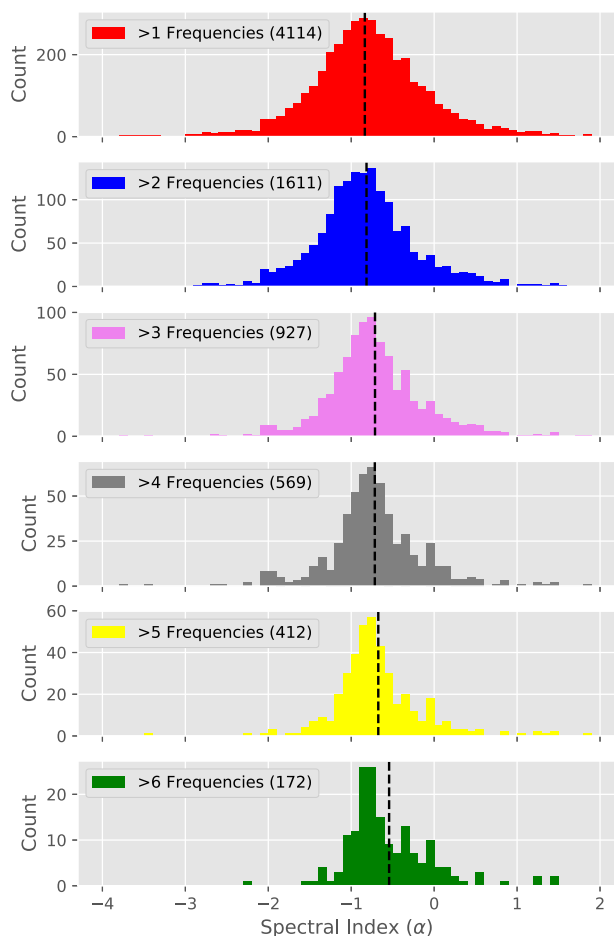 >1 Frequencies (4114)
Count
200
0
>2 Frequencies (1611)
Count
100
50
0
>3 Frequencies (927)
Count
100
50
0
>4 Frequencies (569)
Count
50
25
0
>5 Frequencies (412)
Count
60
40
20
0
>6 Frequencies (172)
Count
20
10
0
−4 −3 −2 −1 0 1 2
Spectral Index (α)